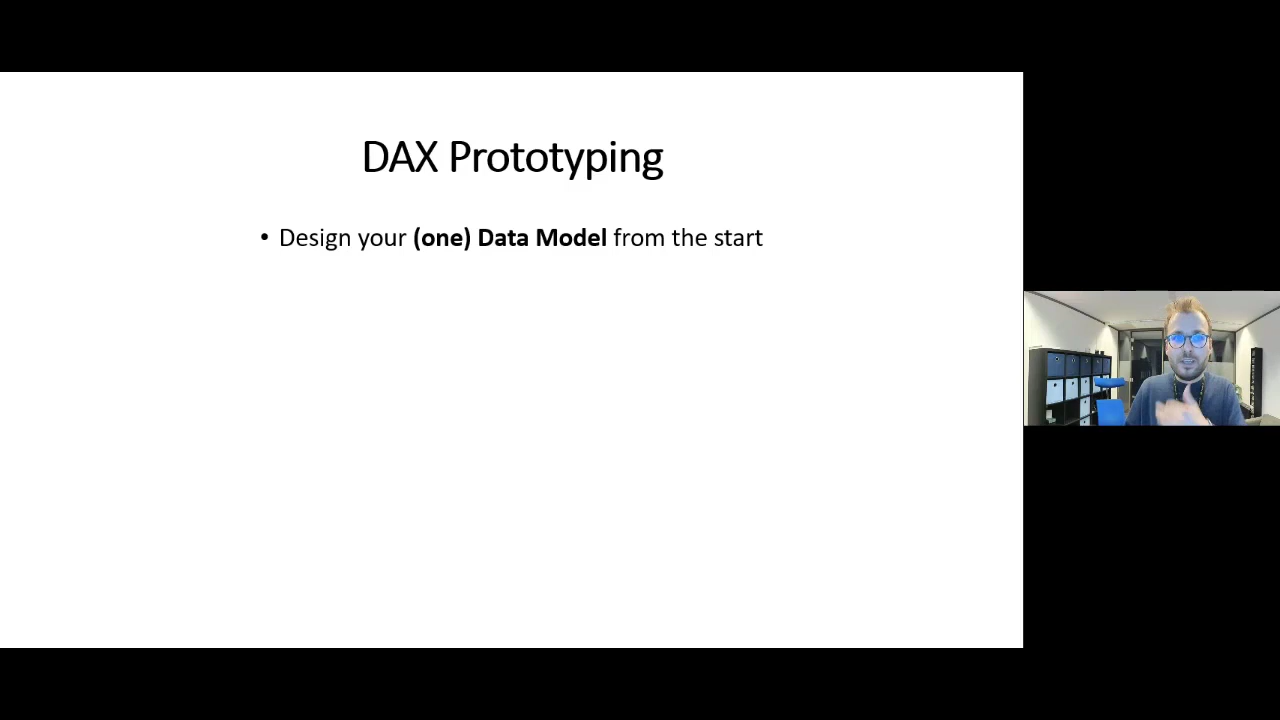 DAX Prototyping
• Design your (one) Data Model from the start